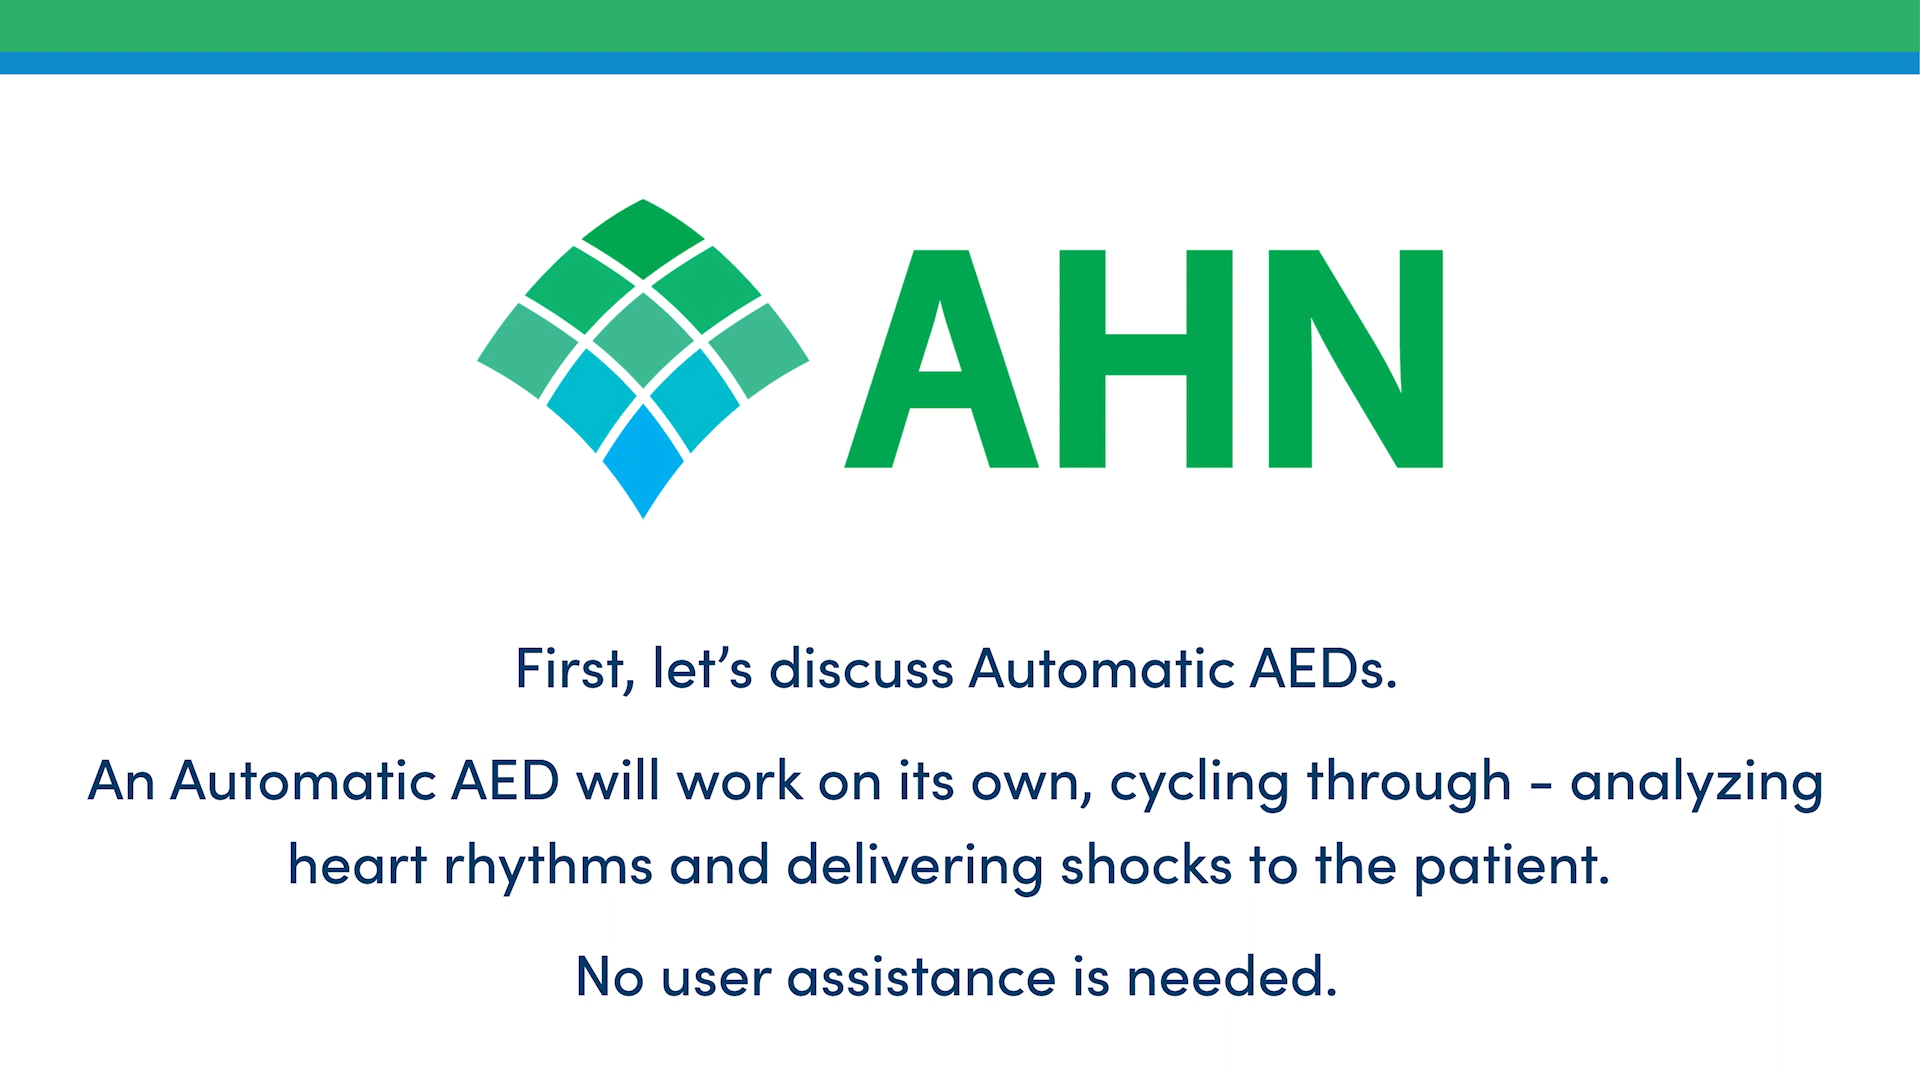 AHN
First, let’s discuss Automatic AEDs.
An Automatic AED will work on its own, cycling through - analyzing
heart rhythms and delivering shocks to the patient.
No user assistance is needed.